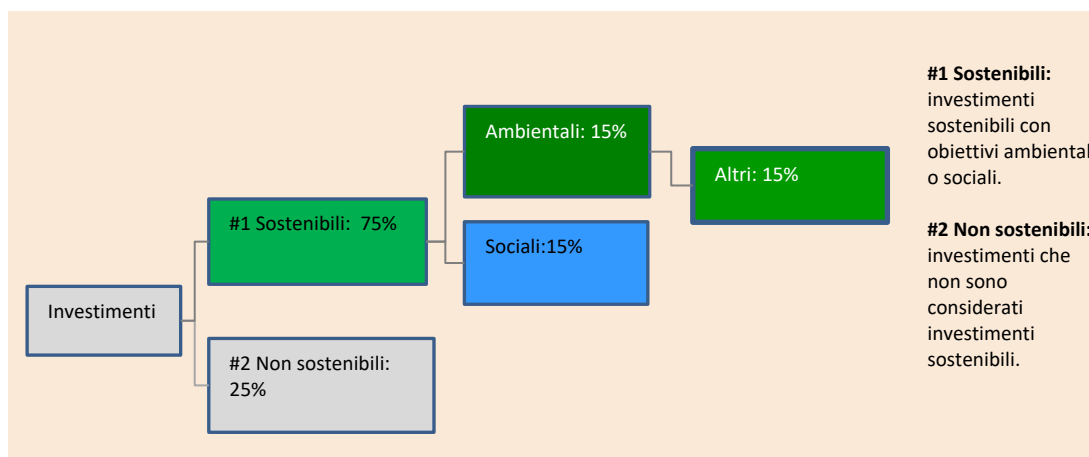 Investimenti
#1 Sostenibili:  75%
#2 Non sostenibili:
25%
Ambientali: 15%
Sociali:15%
Altri: 15%
#1 Sostenibili:
investimenti
sostenibili con
obiettivi ambiental
o sociali.
#2 Non sostenibili:
investimenti che
non sono
considerati
investimenti
sostenibili.